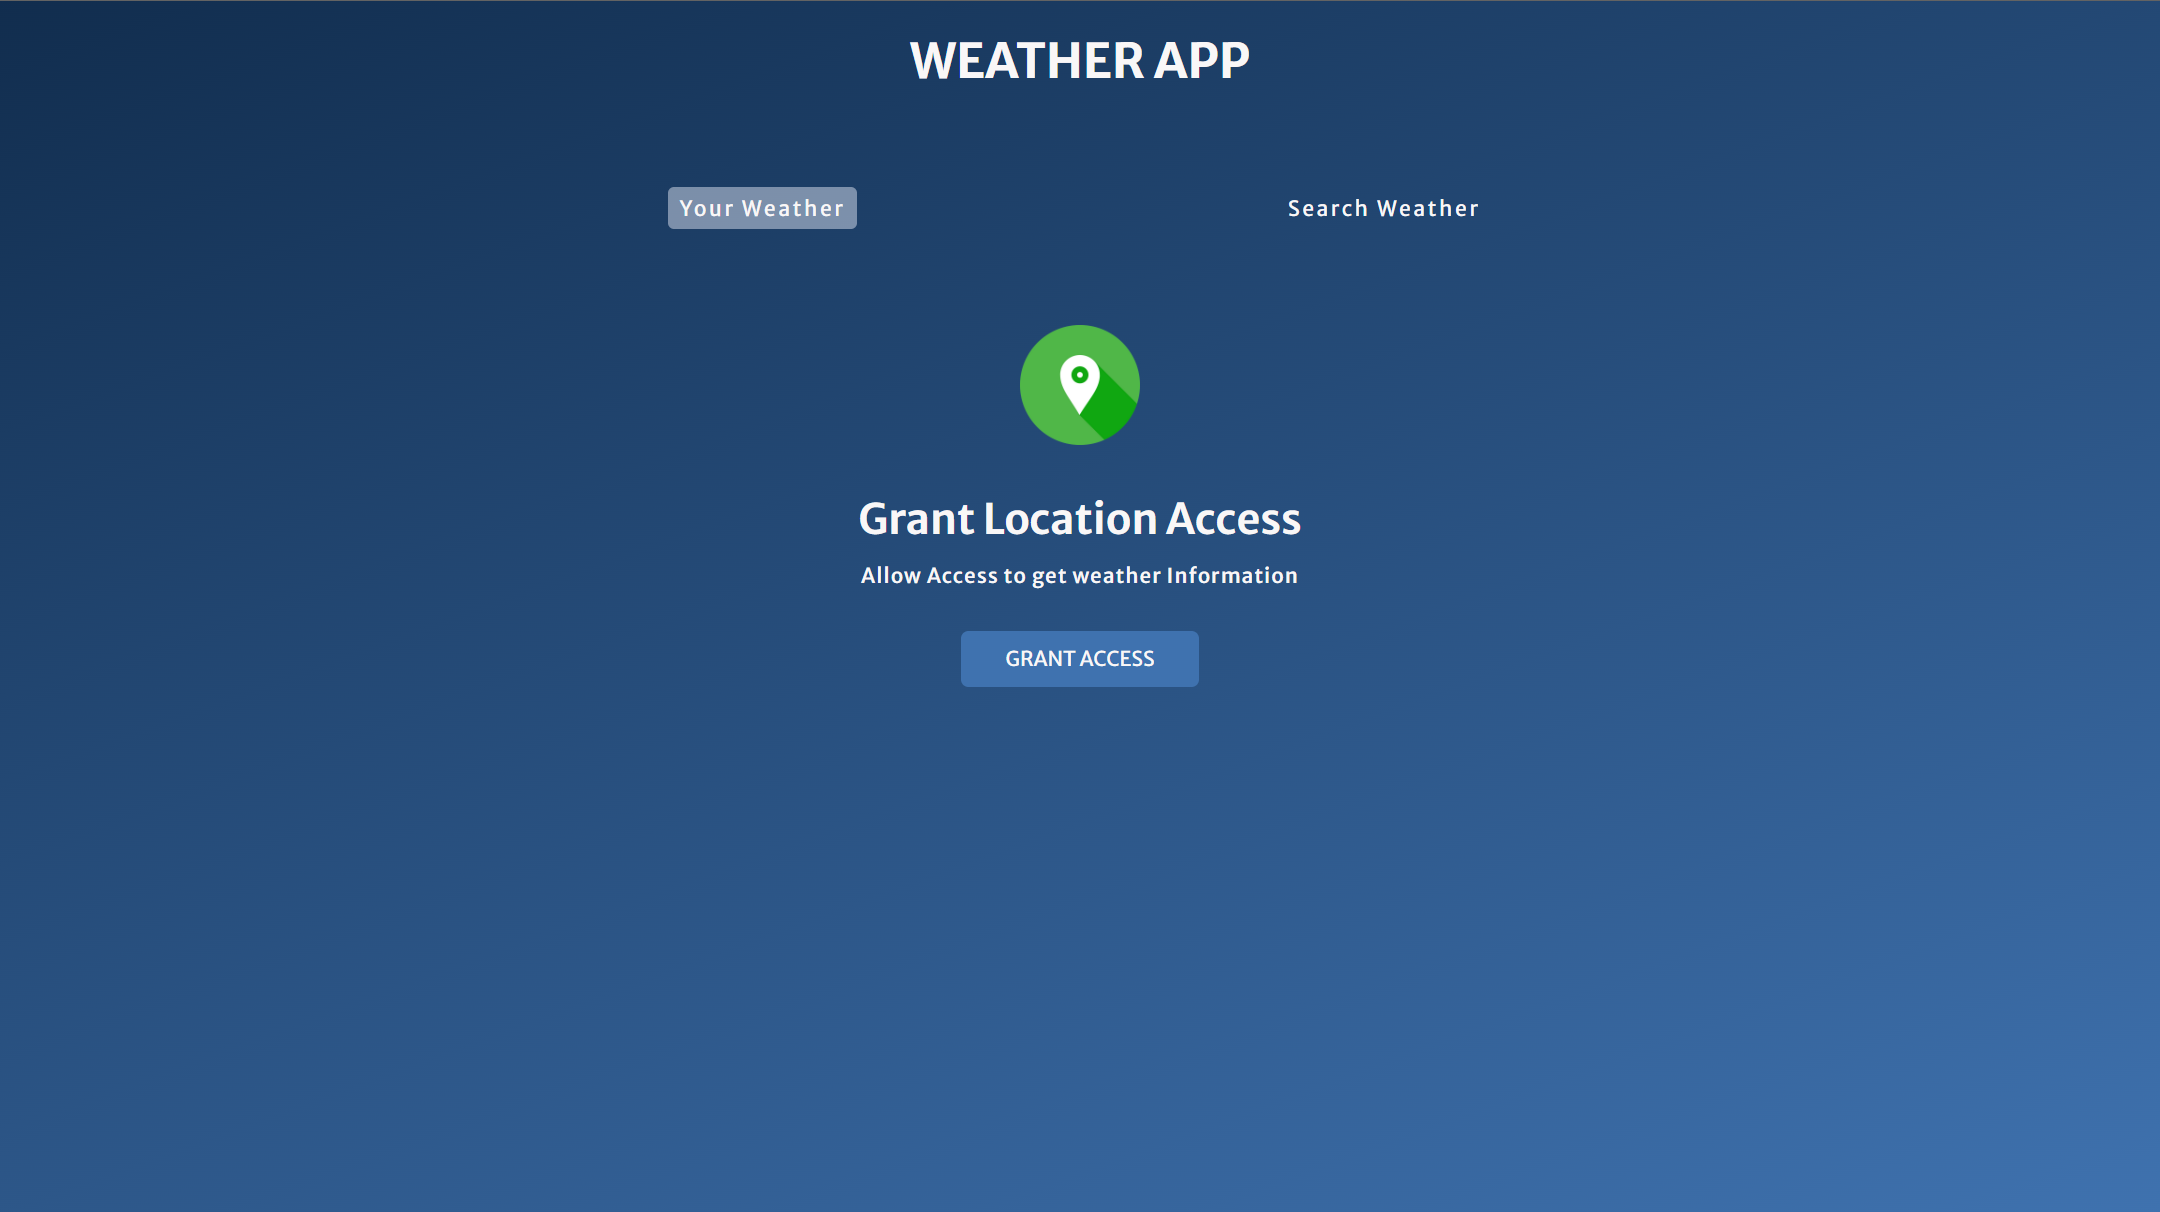 WEATHER APP
Your Weather
Search Weather
Grant Location Access
Allow Access to get weather Information
GRANT ACCESS